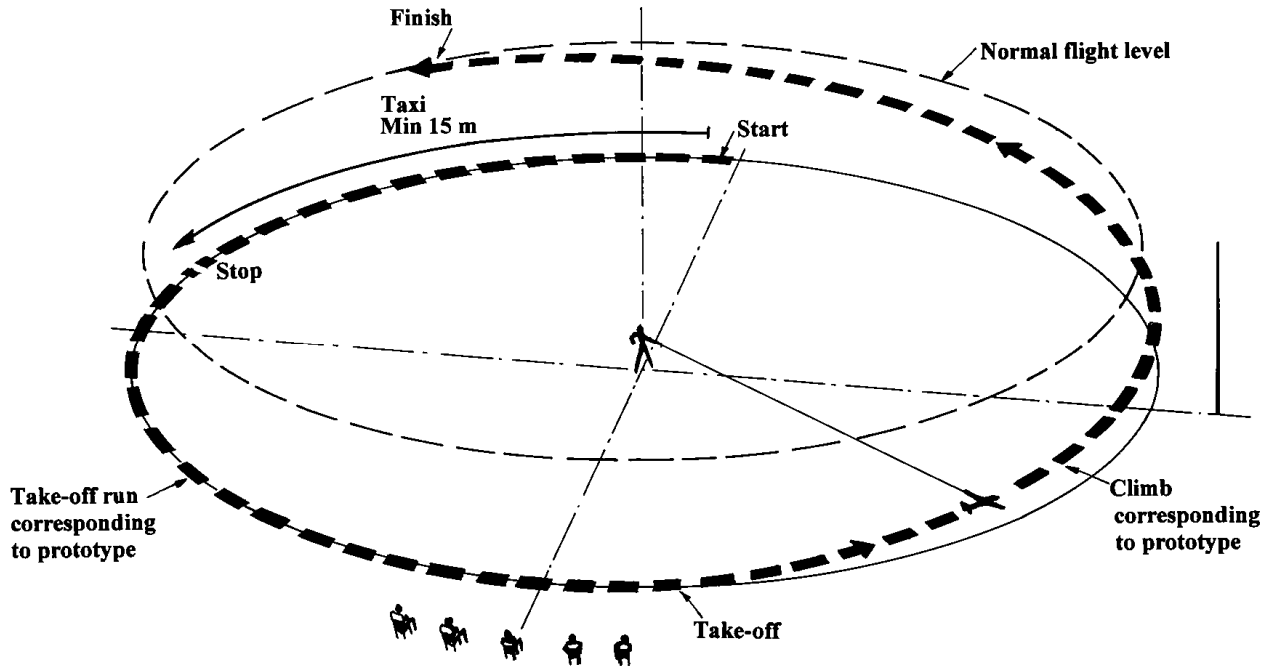 Finish
Normal flight level
Taxi
Min 15 m
Start
Stop
Take-off run
corresponding
to prototype
Climb
corresponding
to prototype
Take-off